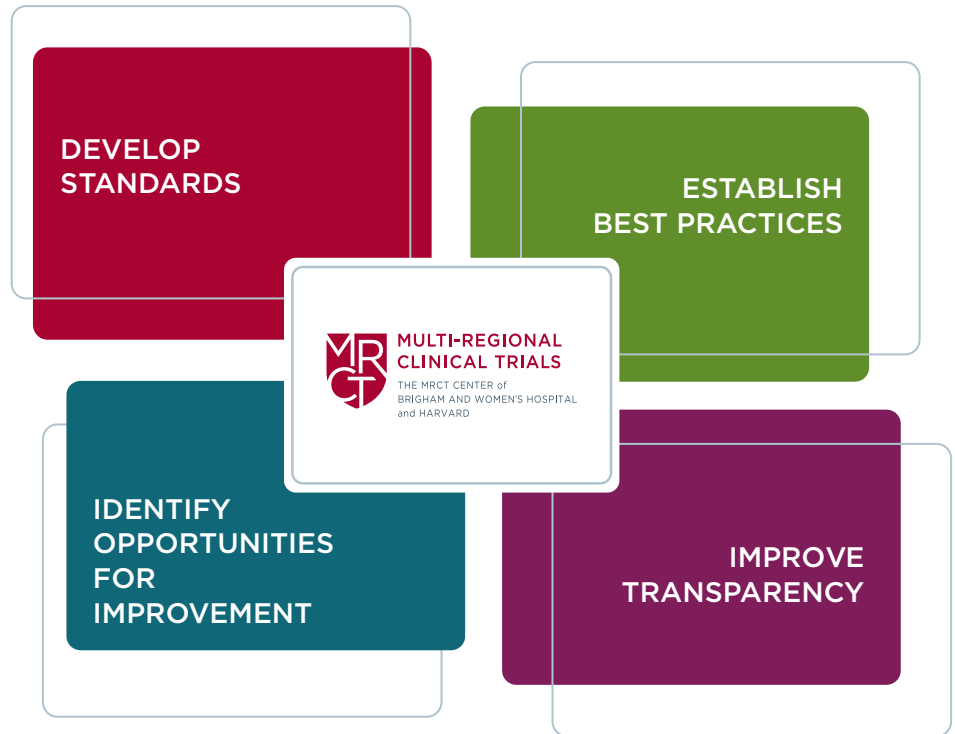 DEVELOP
STANDARDS
ESTABLISH
BEST PRACTICES
MRCT
MULTI-REGIONAL
CLINICAL TRIALS
THE MRCT CENTER of
BRIGHAM AND WOMEN'S HOSPITAL
and HARVARD
IDENTIFY
OPPORTUNITIES
FOR
IMPROVEMENT
IMPROVE
TRANSPARENCY